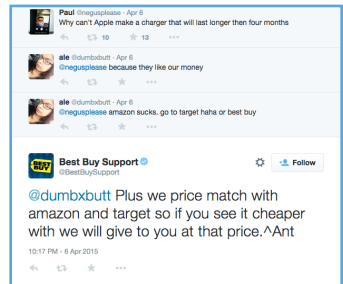 Paul @negusplease · Apr 6
Why can't Apple make a charger that will last longer then four months
10 13
ale @dumbxbutt · Apr 6
@negusplease because they like our money
ale @dumbxbutt · Apr 6
@negusplease amazon sucks. go to target haha or best buy
BEST BUY
Best Buy Support
@BestBuySupport
Follow
@dumbxbutt Plus we price match with
amazon and target so if you see it cheaper
with we will give to you at that price.^Ant
10:17 PM - 6 Apr 2015